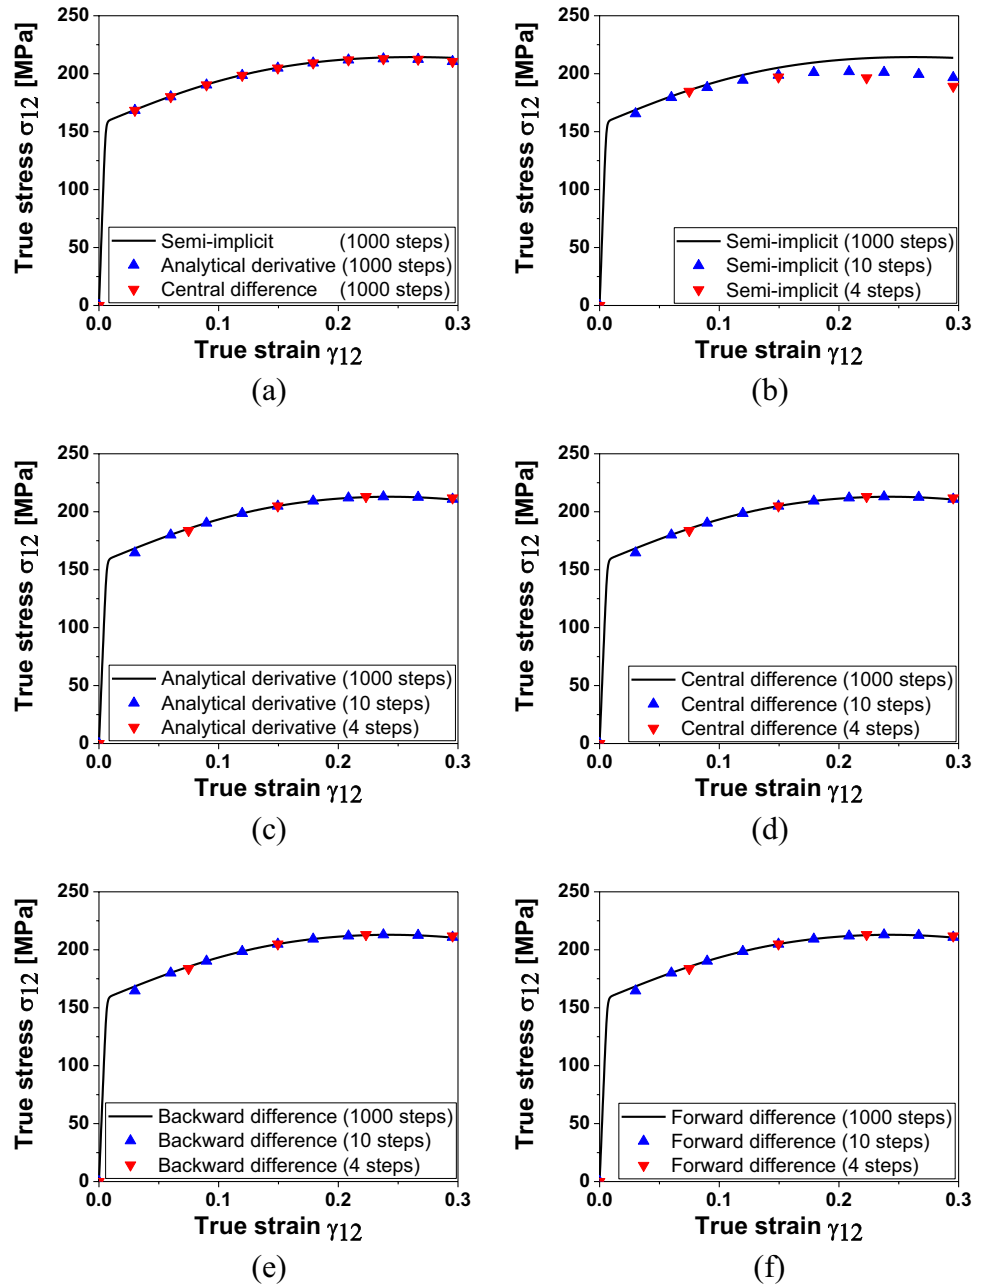 250
200
150
100
50
0
True stress σ12 [MPa]
Semi-implicit (1000 steps)
Analytical derivative (1000 steps)
Central difference (1000 steps)
0.0 0.1 0.2 0.3
True strain γ12
(a)
250
200
150
100
50
0
True stress σ12 [MPa]
Semi-implicit (1000 steps)
Semi-implicit (10 steps)
Semi-implicit (4 steps)
0.0 0.1 0.2 0.3
True strain γ12
(b)
250
200
150
100
50
0
True stress σ12 [MPa]
Analytical derivative (1000 steps)
Analytical derivative (10 steps)
Analytical derivative (4 steps)
0.0 0.1 0.2 0.3
True strain γ12
(c)
250
200
150
100
50
0
True stress σ12 [MPa]
Central difference (1000 steps)
Central difference (10 steps)
Central difference (4 steps)
0.0 0.1 0.2 0.3
True strain γ12
(d)
250
200
150
100
50
0
True stress σ12 [MPa]
Backward difference (1000 steps)
Backward difference (10 steps)
Backward difference (4 steps)
0.0 0.1 0.2 0.3
True strain γ12
(e)
250
200
150
100
50
0
True stress σ12 [MPa]
Forward difference (1000 steps)
Forward difference (10 steps)
Forward difference (4 steps)
0.0 0.1 0.2 0.3
True strain γ12
(f)